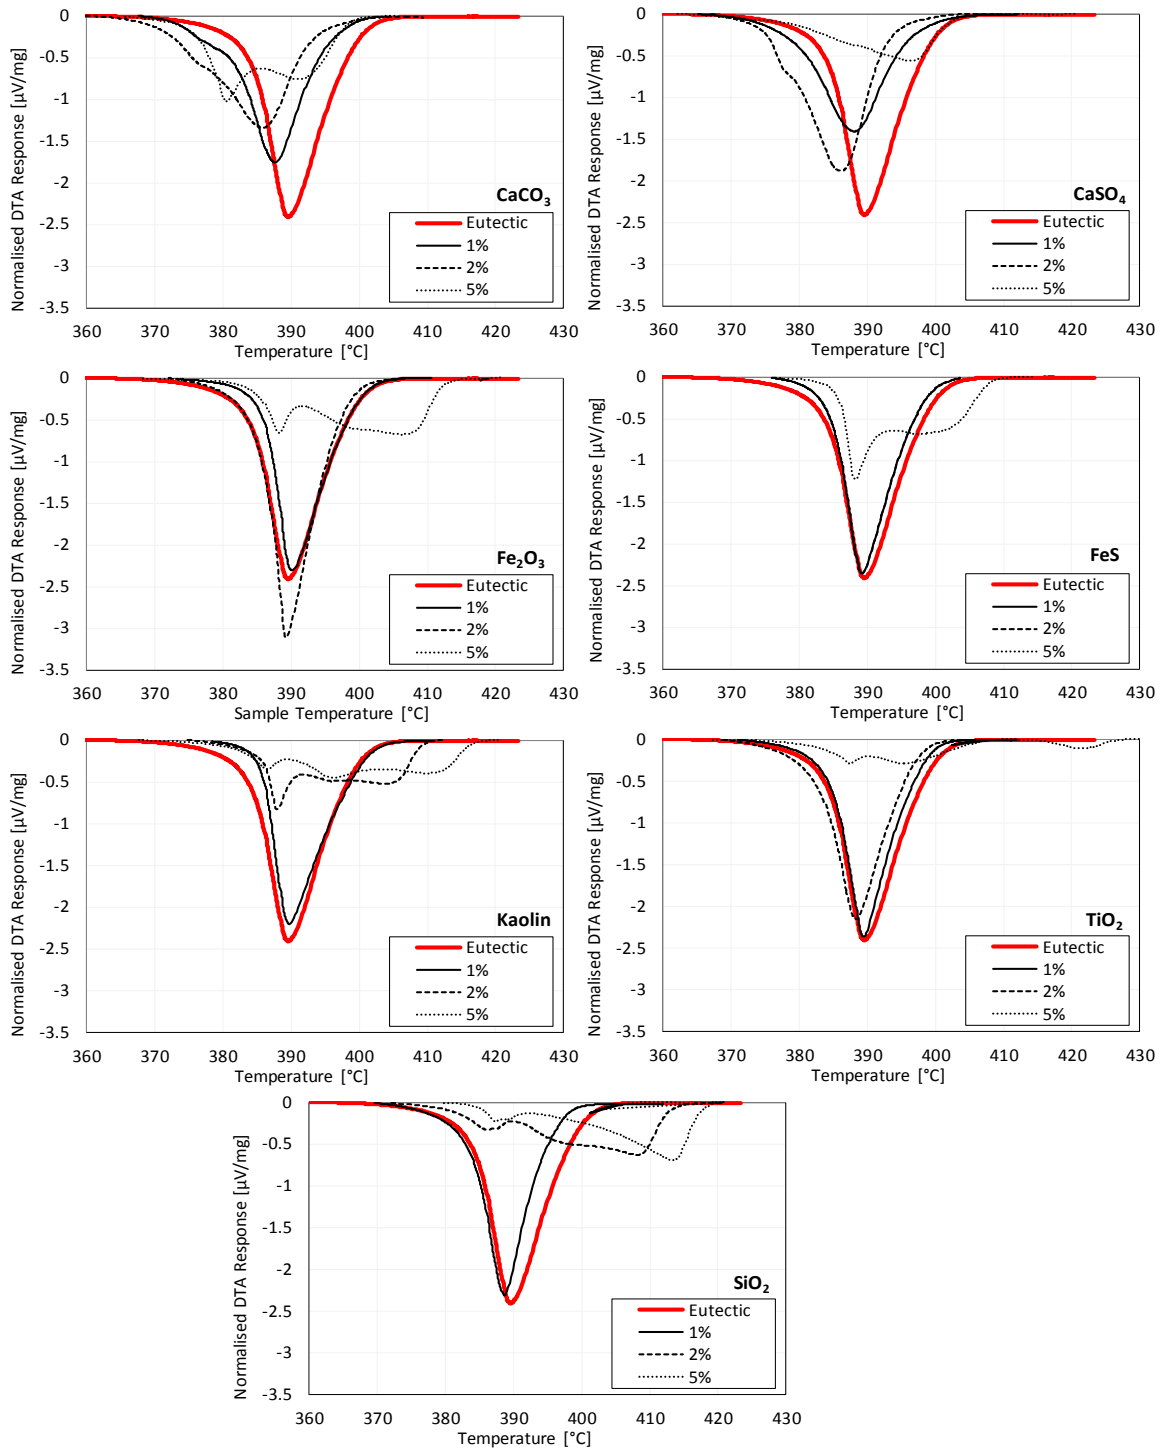 Normalised DTA Response [µV/mg]
0
-0.5
-1
-1.5
-2
-2.5
-3
-3.5
CaCO₃
Eutectic
1%
2%
5%
360 370 380 390 400 410 420 430
Temperature [°C]
Normalised DTA Response [µV/mg]
0
-0.5
-1
-1.5
-2
-2.5
-3
-3.5
CaSO₄
Eutectic
1%
2%
5%
360 370 380 390 400 410 420 430
Temperature [°C]
Normalised DTA Response [µV/mg]
0
-0.5
-1
-1.5
-2
-2.5
-3
-3.5
Fe₂O₃
Eutectic
1%
2%
5%
360 370 380 390 400 410 420 430
Sample Temperature [°C]
Normalised DTA Response [µV/mg]
0
-0.5
-1
-1.5
-2
-2.5
-3
-3.5
FeS
Eutectic
1%
2%
5%
360 370 380 390 400 410 420 430
Temperature [°C]
Normalised DTA Response [µV/mg]
0
-0.5
-1
-1.5
-2
-2.5
-3
-3.5
Kaolin
Eutectic
1%
2%
5%
360 370 380 390 400 410 420 430
Temperature [°C]
Normalised DTA Response [µV/mg]
0
-0.5
-1
-1.5
-2
-2.5
-3
-3.5
TiO₂
Eutectic
1%
2%
5%
360 370 380 390 400 410 420 430
Temperature [°C]
Normalised DTA Response [µV/mg]
0
-0.5
-1
-1.5
-2
-2.5
-3
-3.5
SiO₂
Eutectic
1%
2%
5%
360 370 380 390 400 410 420 430
Temperature [°C]